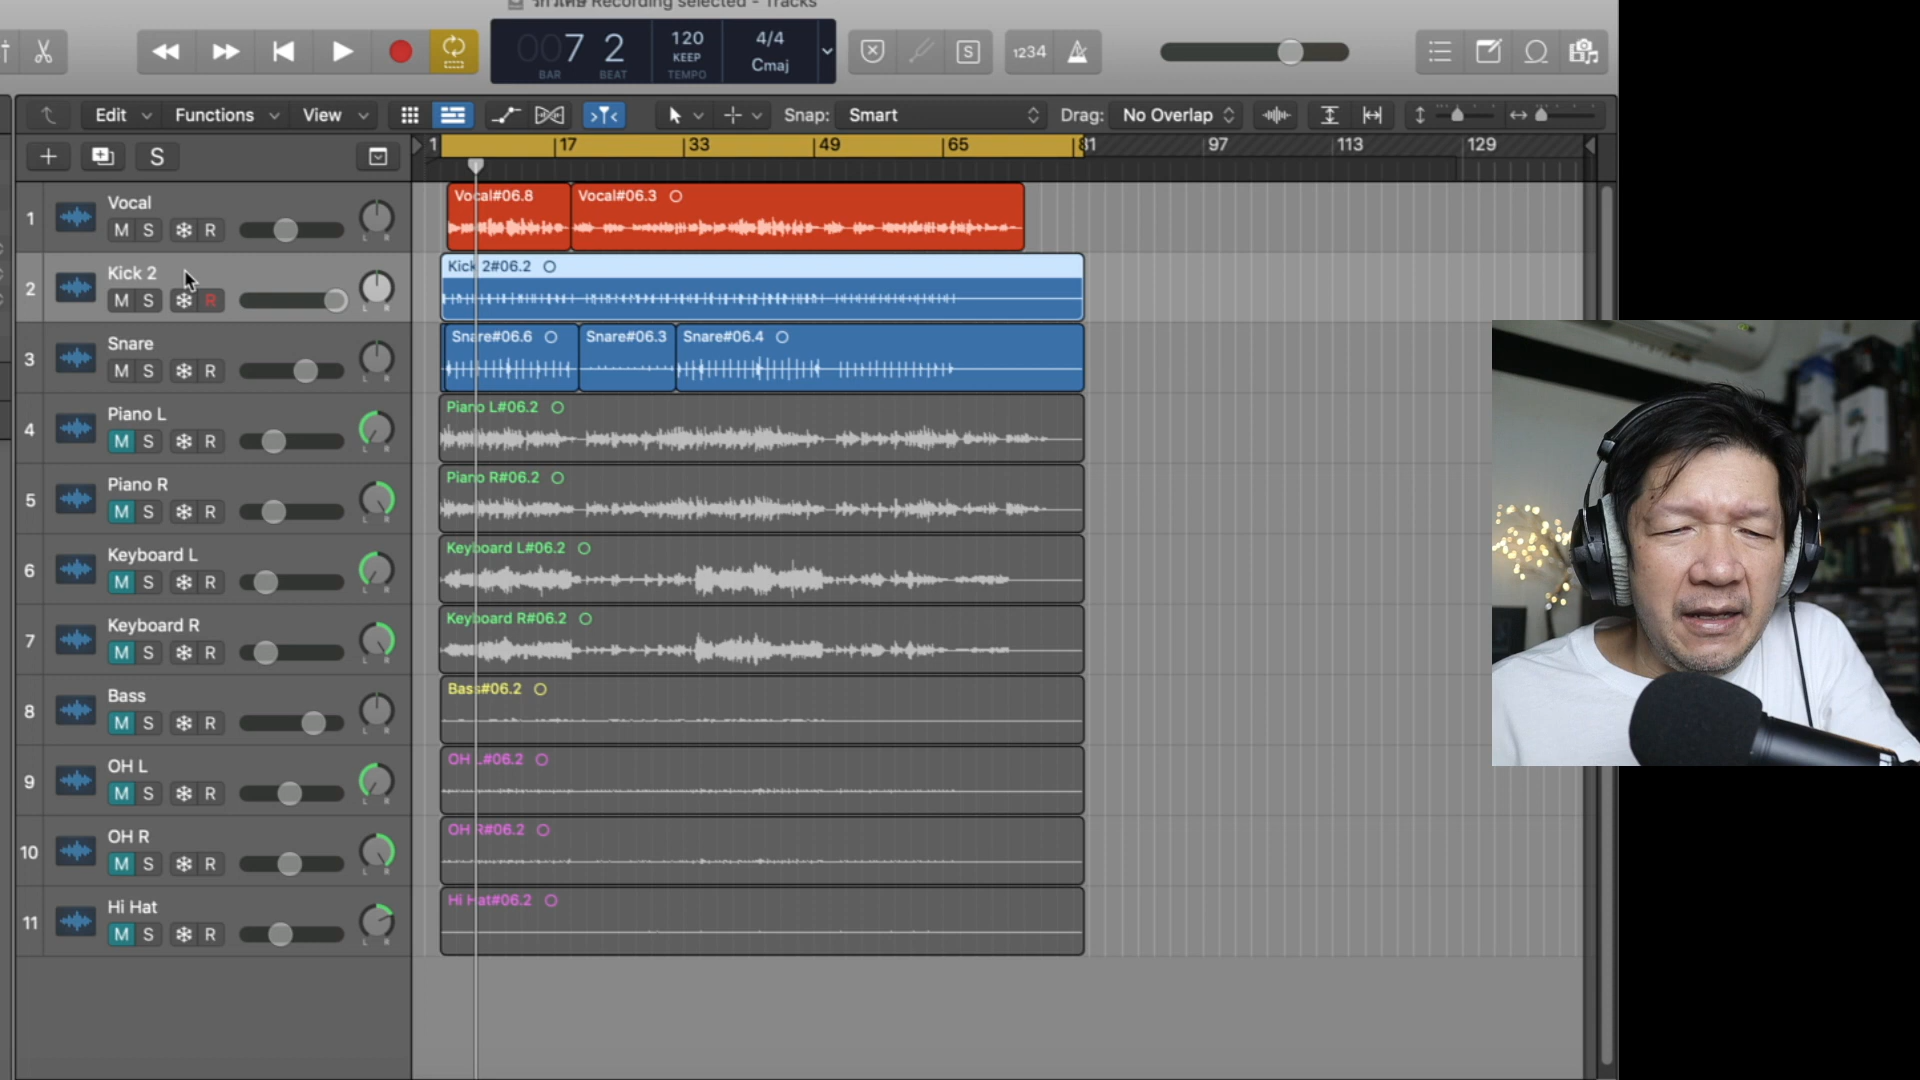 Recording selected - Tracks
007 2
BAR BEAT
120
KEEP
TEMPO
4/4
Cmaj
S
1234
Edit Functions View Snap: Smart Drag: No Overlap
S
1 17 33 49 65 81 97 113 129
1 Vocal
M S R
L R
Vocal#06.8 Vocal#06.3
2 Kick 2
M S R
Kick 2#06.2
3 Snare
M S R
L R
Snare#06.6 Snare#06.3 Snare#06.4
4 Piano L
M S R
L R
Piano L#06.2
5 Piano R
M S R
L R
Piano R#06.2
6 Keyboard L
M S R
L R
Keyboard L#06.2
7 Keyboard R
M S R
L R
Keyboard R#06.2
8 Bass
M S R
L R
Bass#06.2
9 OH L
M S R
L R
OH L#06.2
10 OH R
M S R
L R
OH R#06.2
11 Hi Hat
M S R
L R
Hi Hat#06.2